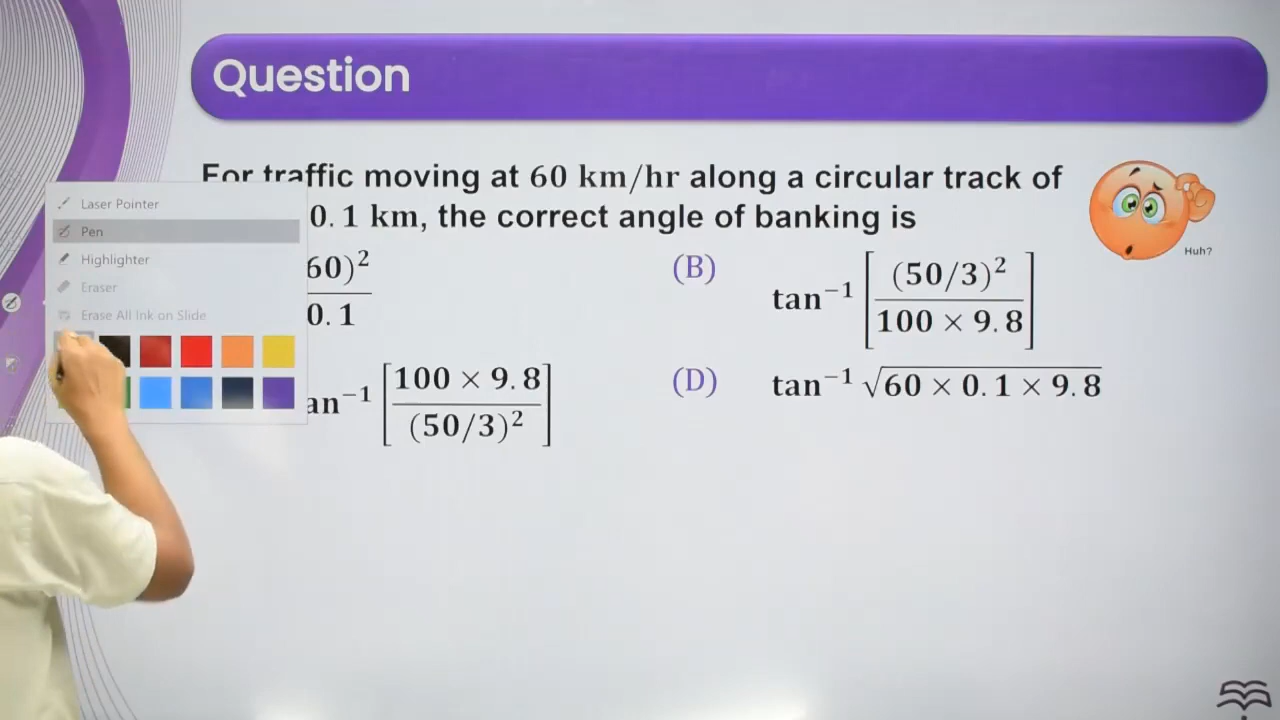 Question
For traffic moving at 60 km/hr along a circular track of
0.1 km, the correct angle of banking is
Laser Pointer
Pen
Highlighter
Eraser
Erase All Ink on Slide
60)²
0.1
(B) tan⁻¹ [(50/3)² / 100 × 9.8]
an⁻¹ [100 × 9.8 / (50/3)²]
(D) tan⁻¹ √60 × 0.1 × 9.8
Huh?